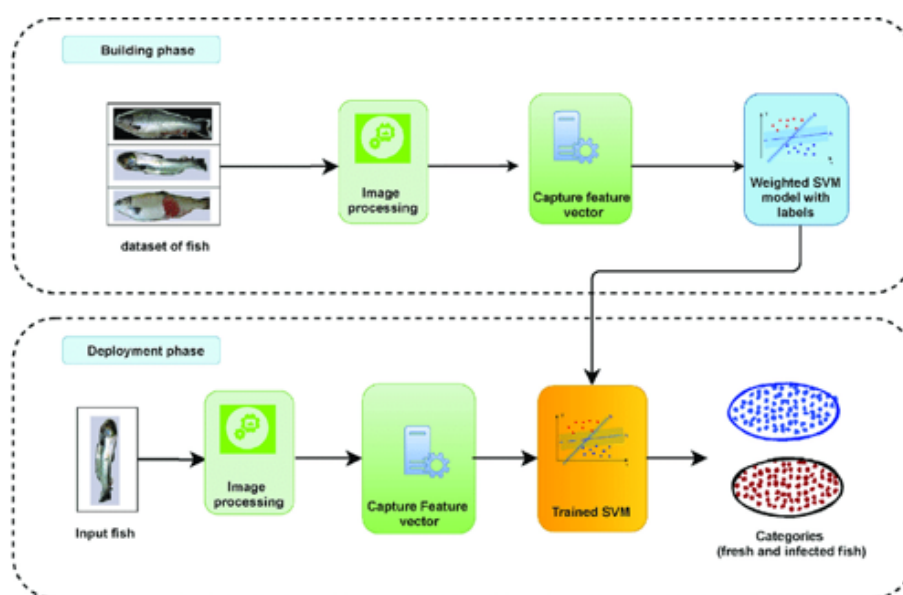 Building phase
dataset of fish
Image
processing
Capture feature
vector
Weighted SVM
model with
labels
Deployment phase
Input fish
Image
processing
Capture Feature
vector
Trained SVM
Categories
(fresh and infected fish)